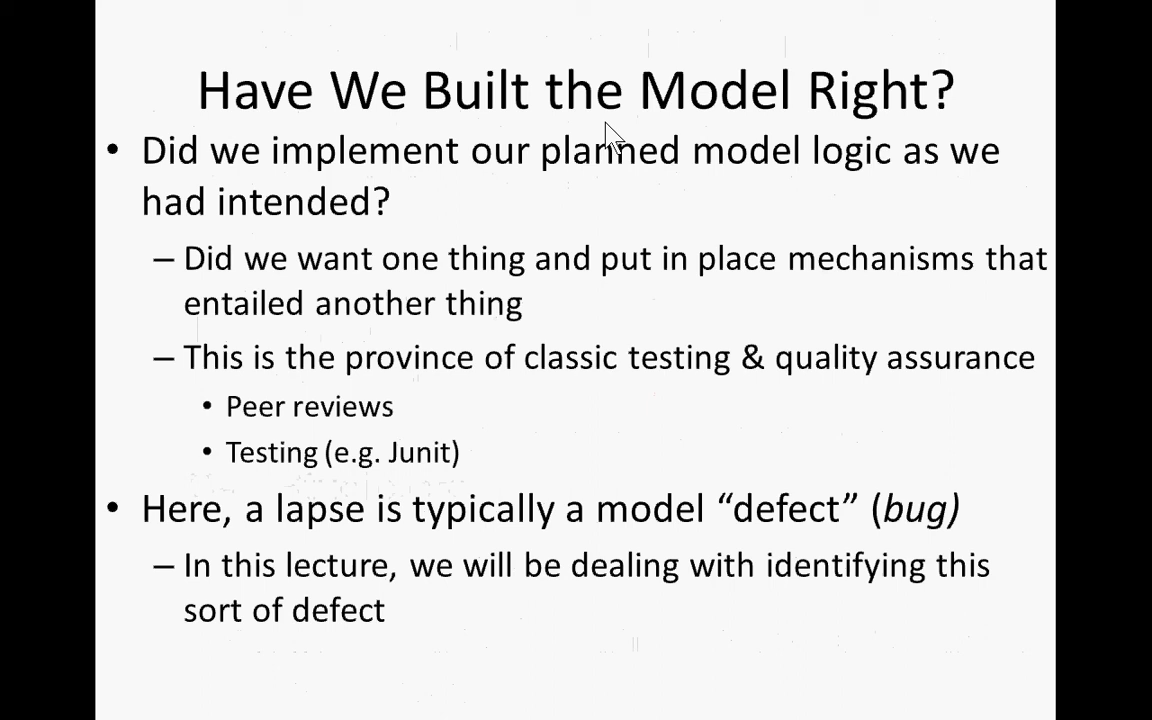 Have We Built the Model Right?
• Did we implement our planned model logic as we
had intended?
– Did we want one thing and put in place mechanisms that
entailed another thing
– This is the province of classic testing & quality assurance
• Peer reviews
• Testing (e.g. Junit)
• Here, a lapse is typically a model “defect” (bug)
– In this lecture, we will be dealing with identifying this
sort of defect